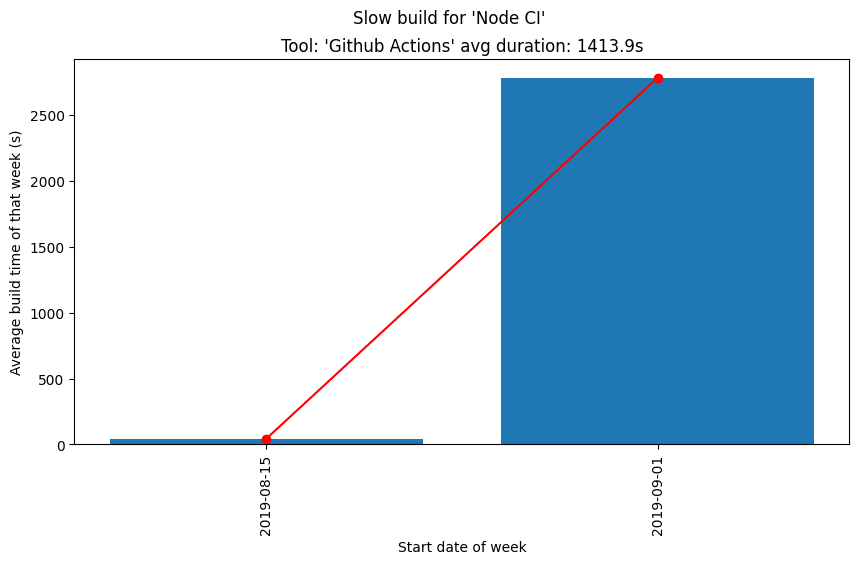 Slow build for 'Node CI'
Tool: 'Github Actions' avg duration: 1413.9s
Average build time of that week (s)
2500
2000
1500
1000
500
0
2019-08-15
2019-09-01
Start date of week